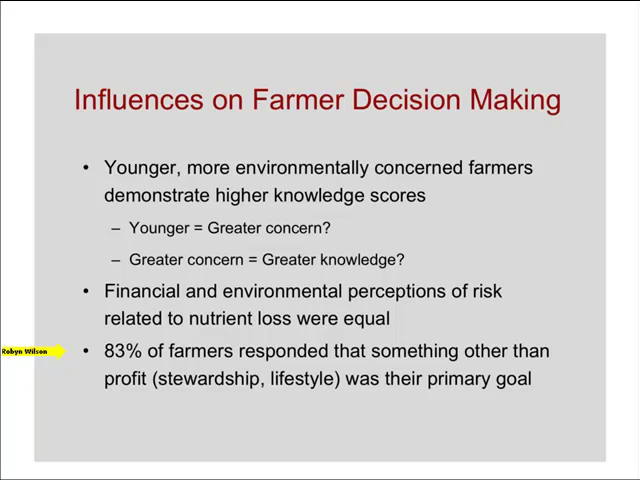 Influences on Farmer Decision Making
• Younger, more environmentally concerned farmers
demonstrate higher knowledge scores
– Younger = Greater concern?
– Greater concern = Greater knowledge?
• Financial and environmental perceptions of risk
related to nutrient loss were equal
Robyn Wilson
• 83% of farmers responded that something other than
profit (stewardship, lifestyle) was their primary goal